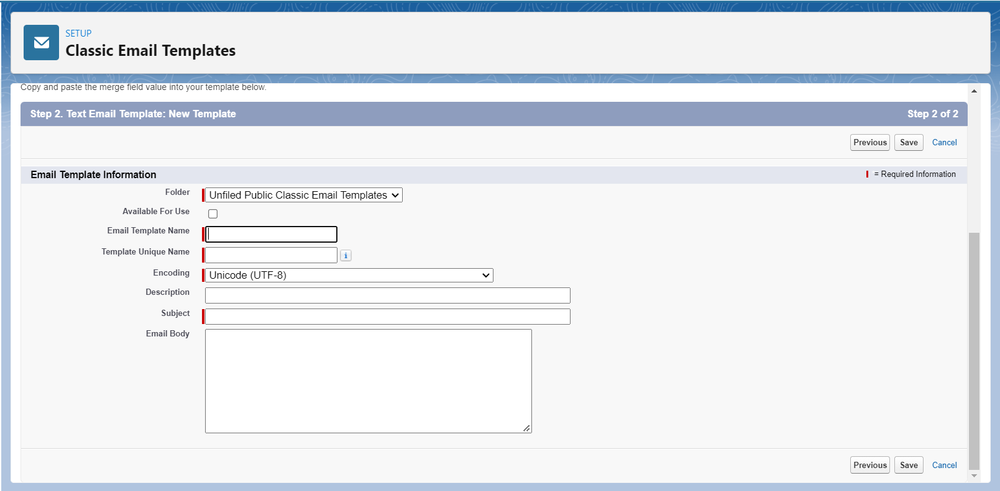 SETUP
Classic Email Templates
Copy and paste the merge field value into your template below.
Step 2. Text Email Template: New Template Step 2 of 2
Previous Save Cancel
Email Template Information = Required Information
Folder Unfiled Public Classic Email Templates
Available For Use
Email Template Name
Template Unique Name i
Encoding Unicode (UTF-8)
Description
Subject
Email Body
Previous Save Cancel